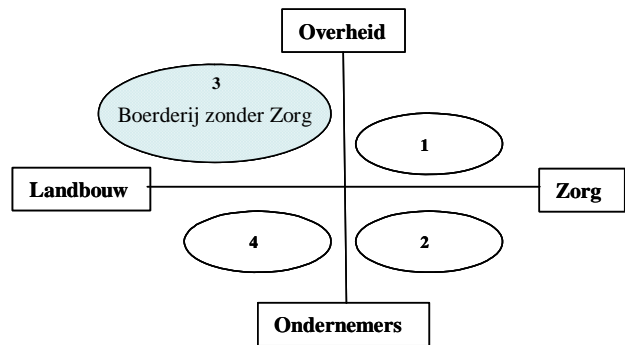 Overheid
3
Boerderij zonder Zorg
1
Landbouw
Zorg
4
2
Ondernemers